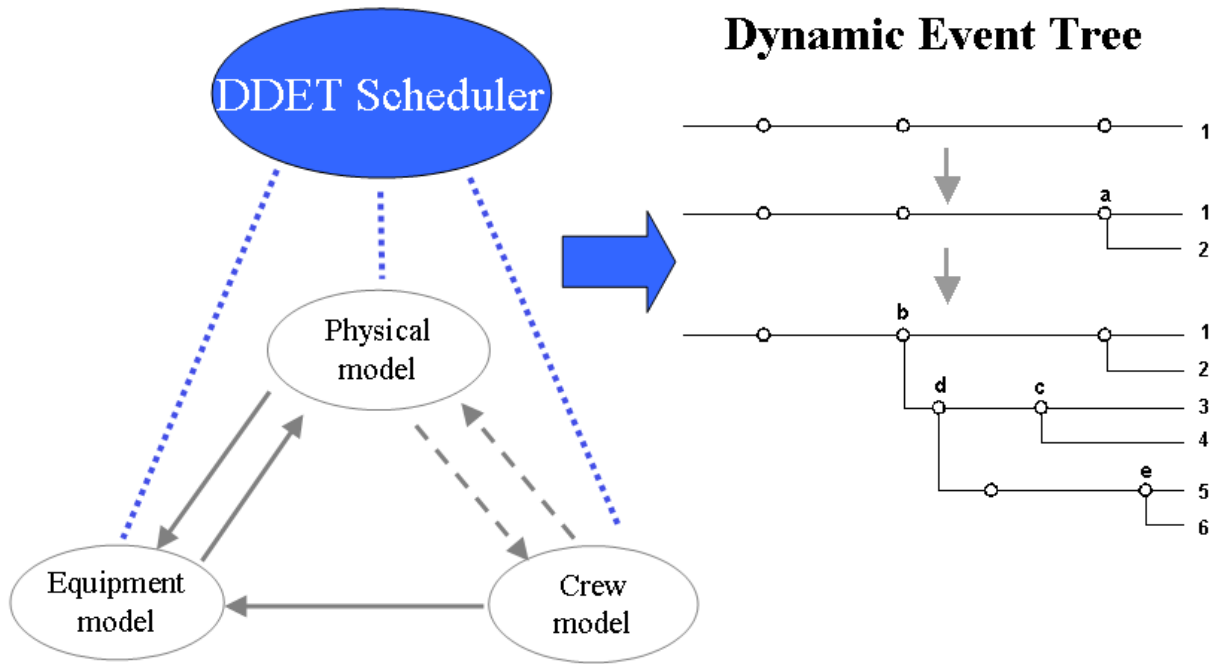 Dynamic Event Tree
DDET Scheduler
1
a
1
2
b
1
2
d
c
3
4
e
5
6
Physical
model
Equipment
model
Crew
model